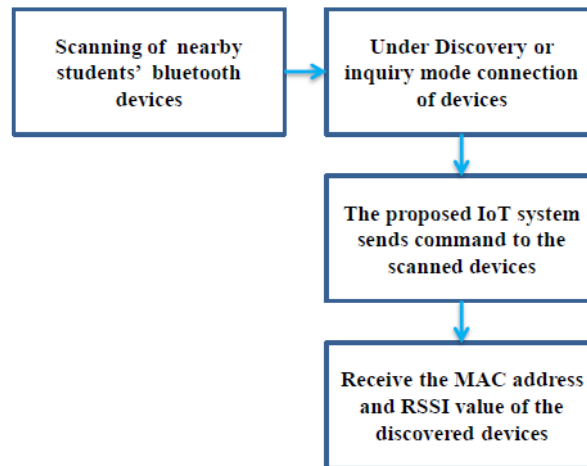 Scanning of nearby
students' bluetooth
devices
Under Discovery or
inquiry mode connection
of devices
The proposed IoT system
sends command to the
scanned devices
Receive the MAC address
and RSSI value of the
discovered devices